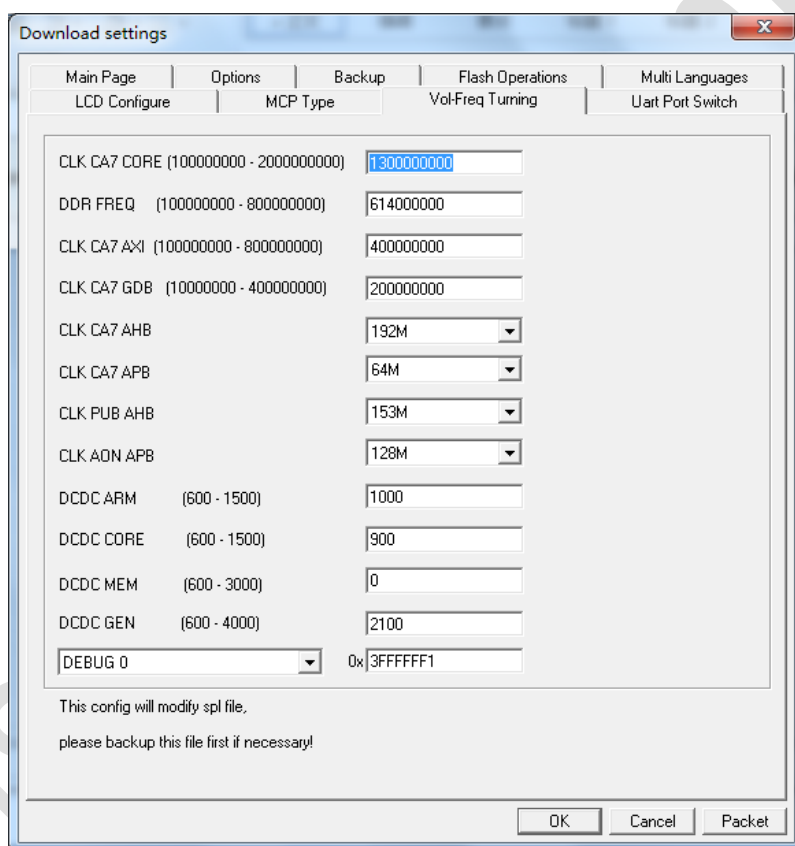 Download settings
Main Page Options Backup Flash Operations Multi Languages
LCD Configure MCP Type Vol-Freq Turning Uart Port Switch
CLK CA7 CORE (100000000 - 2000000000) 1300000000
DDR FREQ (100000000 - 800000000) 614000000
CLK CA7 AXI (100000000 - 800000000) 400000000
CLK CA7 GDB (10000000 - 400000000) 200000000
CLK CA7 AHB 192M
CLK CA7 APB 64M
CLK PUB AHB 153M
CLK AON APB 128M
DCDC ARM (600 - 1500) 1000
DCDC CORE (600 - 1500) 900
DCDC MEM (600 - 3000) 0
DCDC GEN (600 - 4000) 2100
DEBUG 0 0x 3FFFFFF1
This config will modify spl file,
please backup this file first if necessary!
OK Cancel Packet